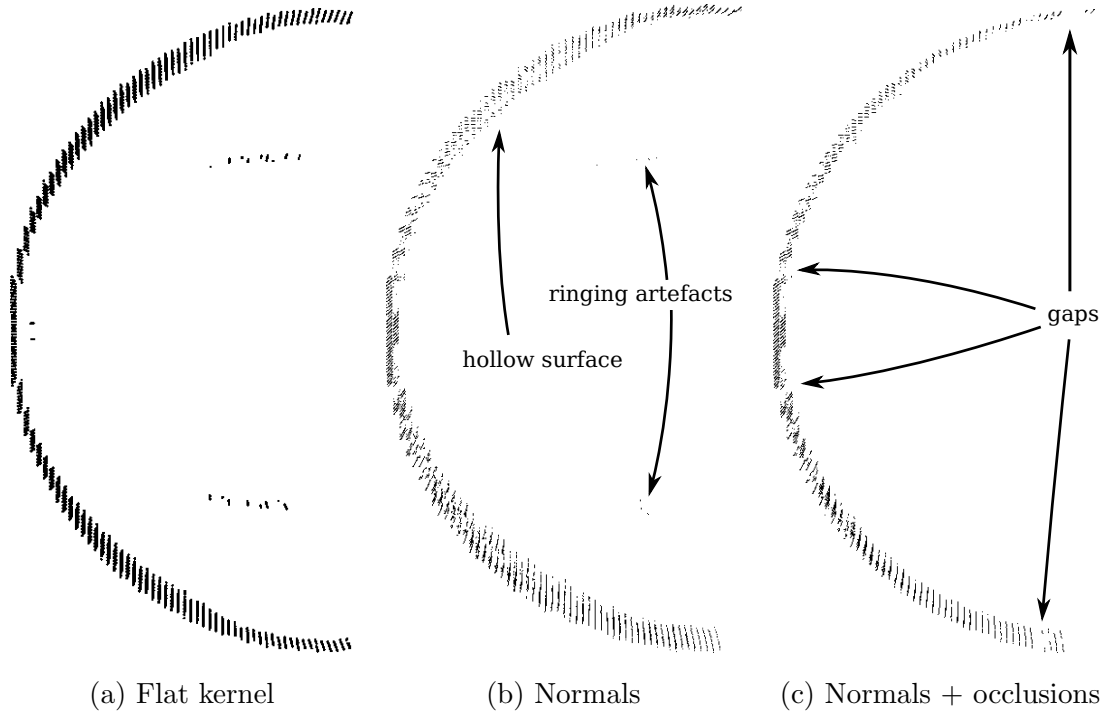 ringing artefacts
gaps
hollow surface
(a) Flat kernel
(b) Normals
(c) Normals + occlusions